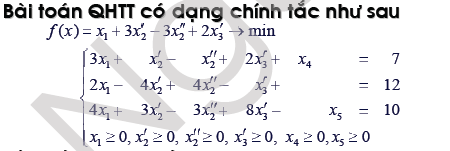 Bài toán QHTT có dạng chính tắc như sau
f(x) = x₁ + 3x₂′ − 3x₂″ + 2x₃′ → min
3x₁ + x₂′ − x₂″ + 2x₃′ + x₄ = 7
2x₁ − 4x₂′ + 4x₂″ − x₃′ + = 12
4x₁ + 3x₂′ − 3x₂″ + 8x₃′ − x₅ = 10
x₁ ≥ 0, x₂′ ≥ 0, x₂″ ≥ 0, x₃′ ≥ 0, x₄ ≥ 0, x₅ ≥ 0